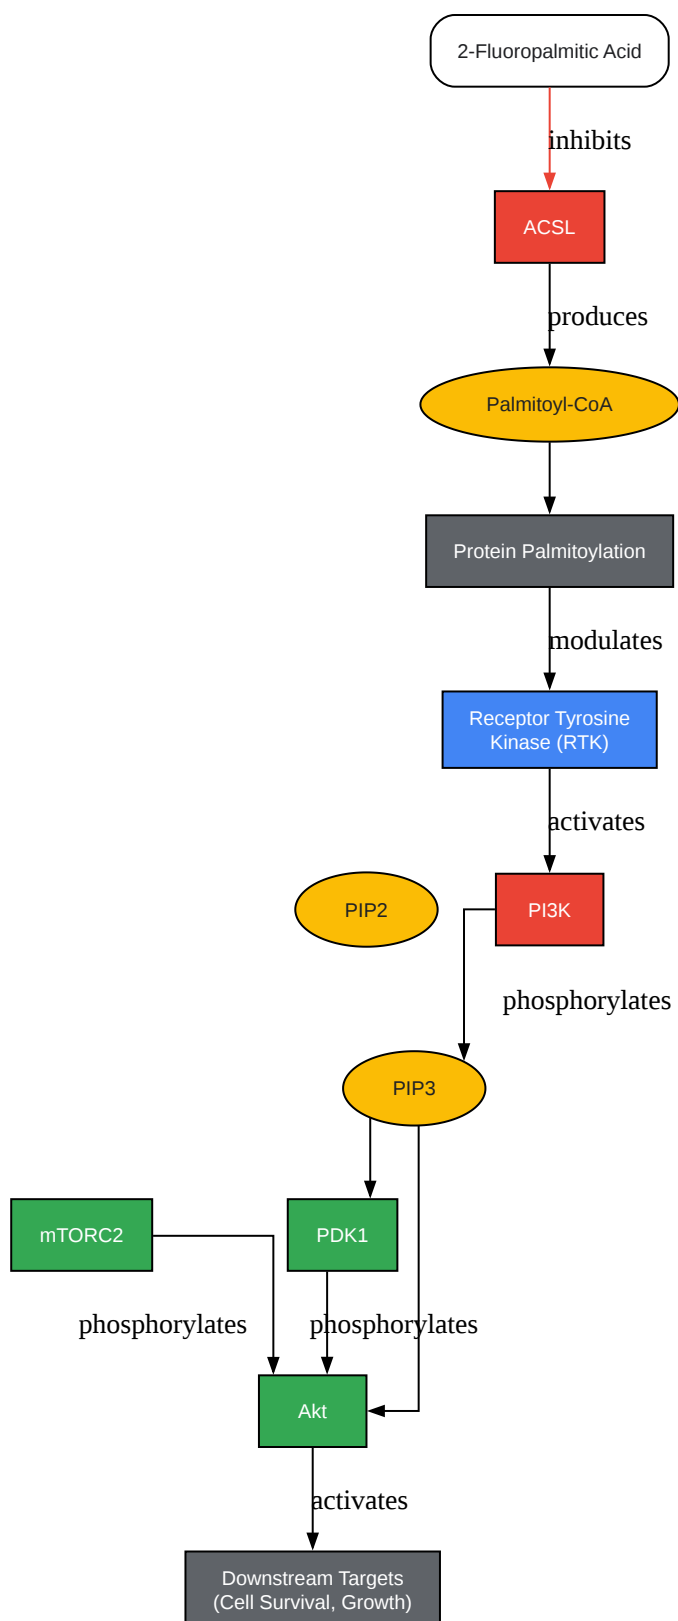 2-Fluoropalmitic Acid
inhibits
ACSL
produces
Palmitoyl-CoA
Protein Palmitoylation
modulates
Receptor Tyrosine
Kinase (RTK)
activates
PIP2
PI3K
phosphorylates
PIP3
mTORC2
PDK1
phosphorylates
phosphorylates
Akt
activates
Downstream Targets
(Cell Survival, Growth)